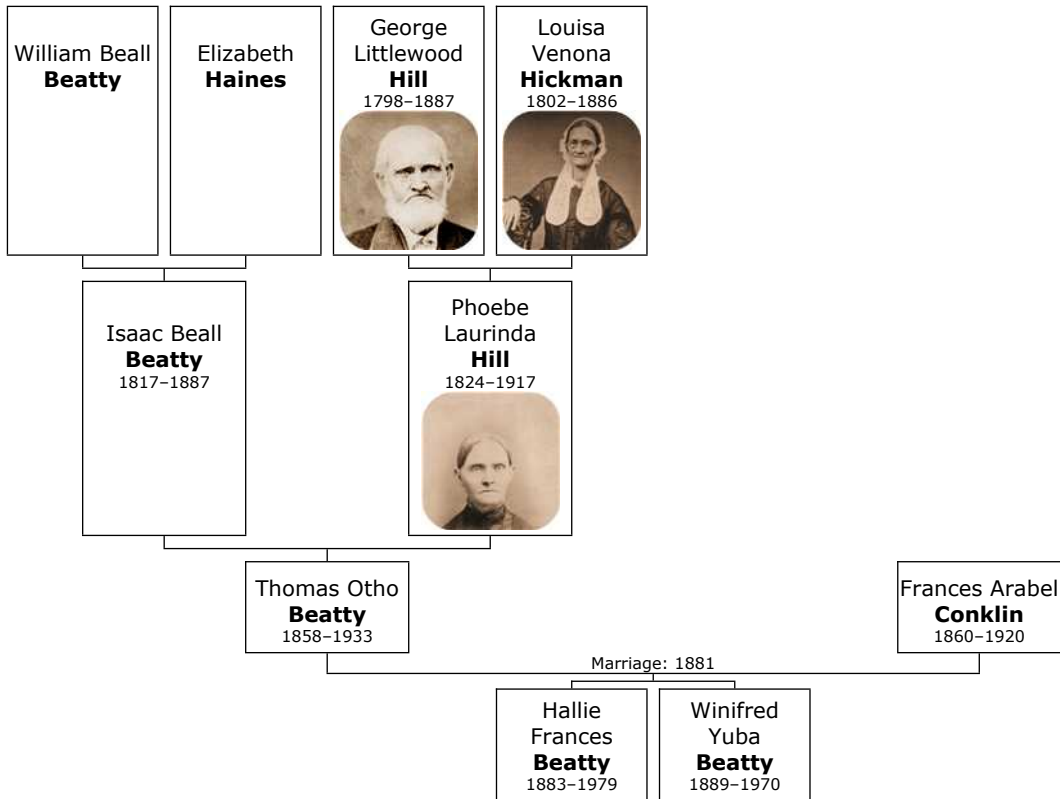 William Beall
Beatty
Elizabeth
Haines
George
Littlewood
Hill
1798–1887
Louisa
Venona
Hickman
1802–1886
Isaac Beall
Beatty
1817–1887
Phoebe
Laurinda
Hill
1824–1917
Thomas Otho
Beatty
1858–1933
Frances Arabel
Conklin
1860–1920
Marriage: 1881
Hallie
Frances
Beatty
1883–1979
Winifred
Yuba
Beatty
1889–1970